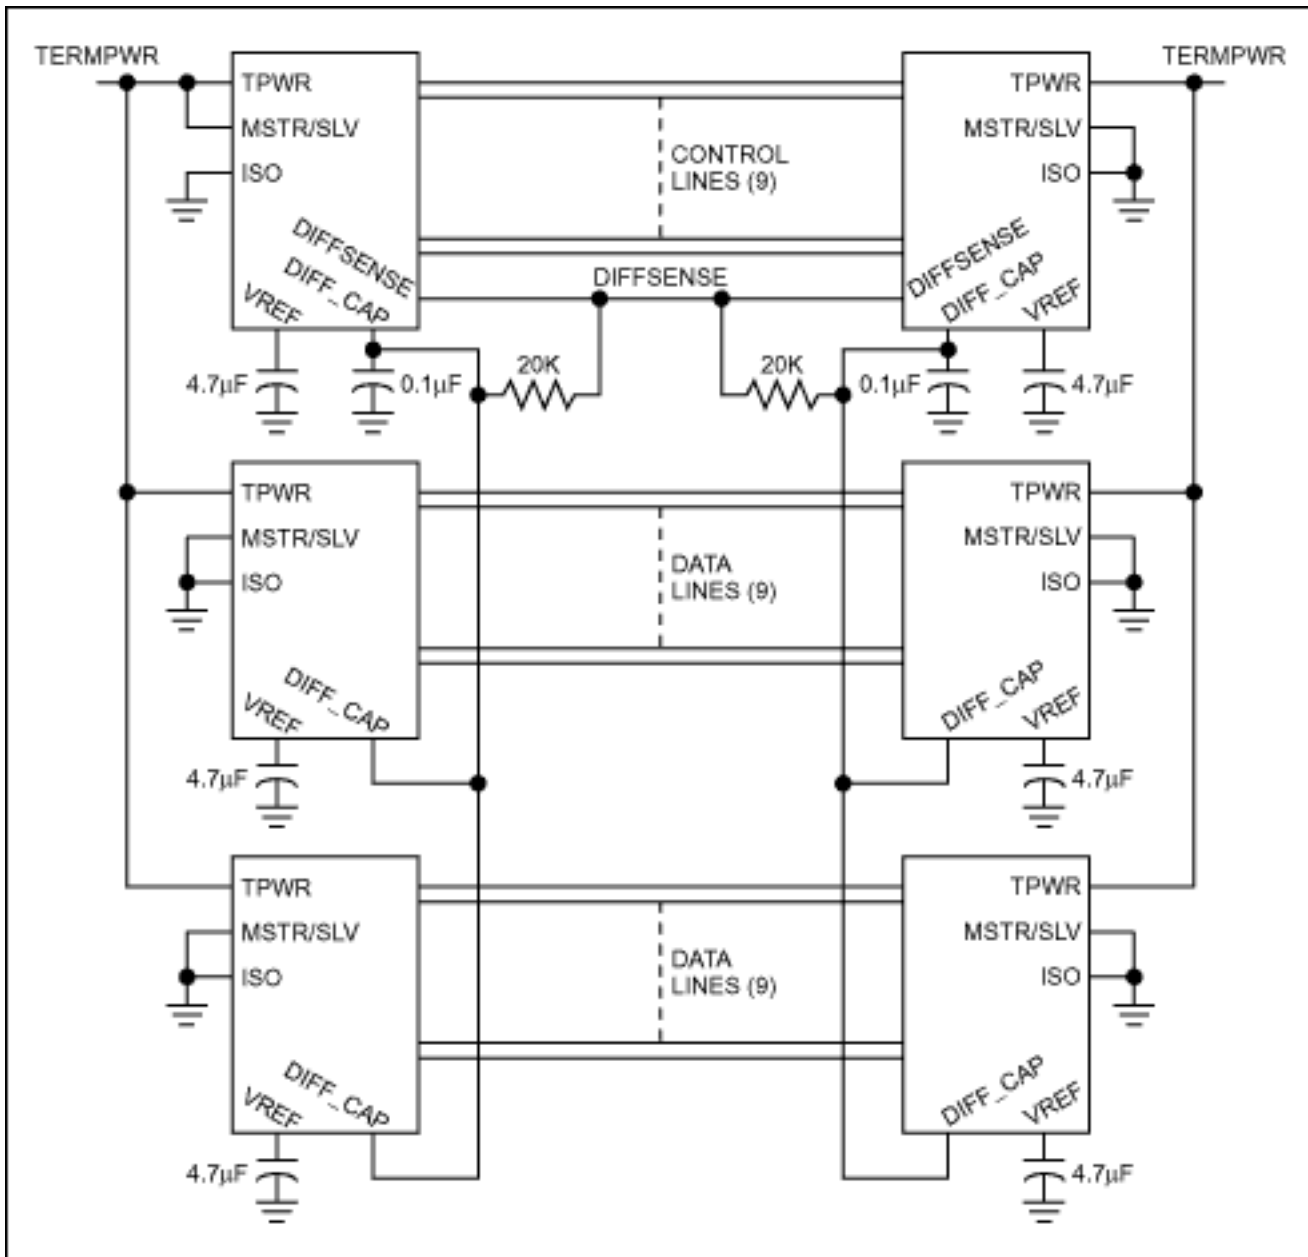 TERMPWR
TERMPWR
TPWR
TPWR
MSTR/SLV
MSTR/SLV
CONTROL
LINES (9)
ISO
ISO
DIFFSENSE
DIFF_CAP
VREF
DIFFSENSE
DIFFSENSE
DIFF_CAP
VREF
4.7μF
0.1μF
20K
20K
0.1μF
4.7μF
TPWR
TPWR
MSTR/SLV
MSTR/SLV
DATA
LINES (9)
ISO
ISO
DIFF_CAP
VREF
DIFF_CAP
VREF
4.7μF
4.7μF
TPWR
TPWR
MSTR/SLV
MSTR/SLV
DATA
LINES (9)
ISO
ISO
DIFF_CAP
VREF
DIFF_CAP
VREF
4.7μF
4.7μF